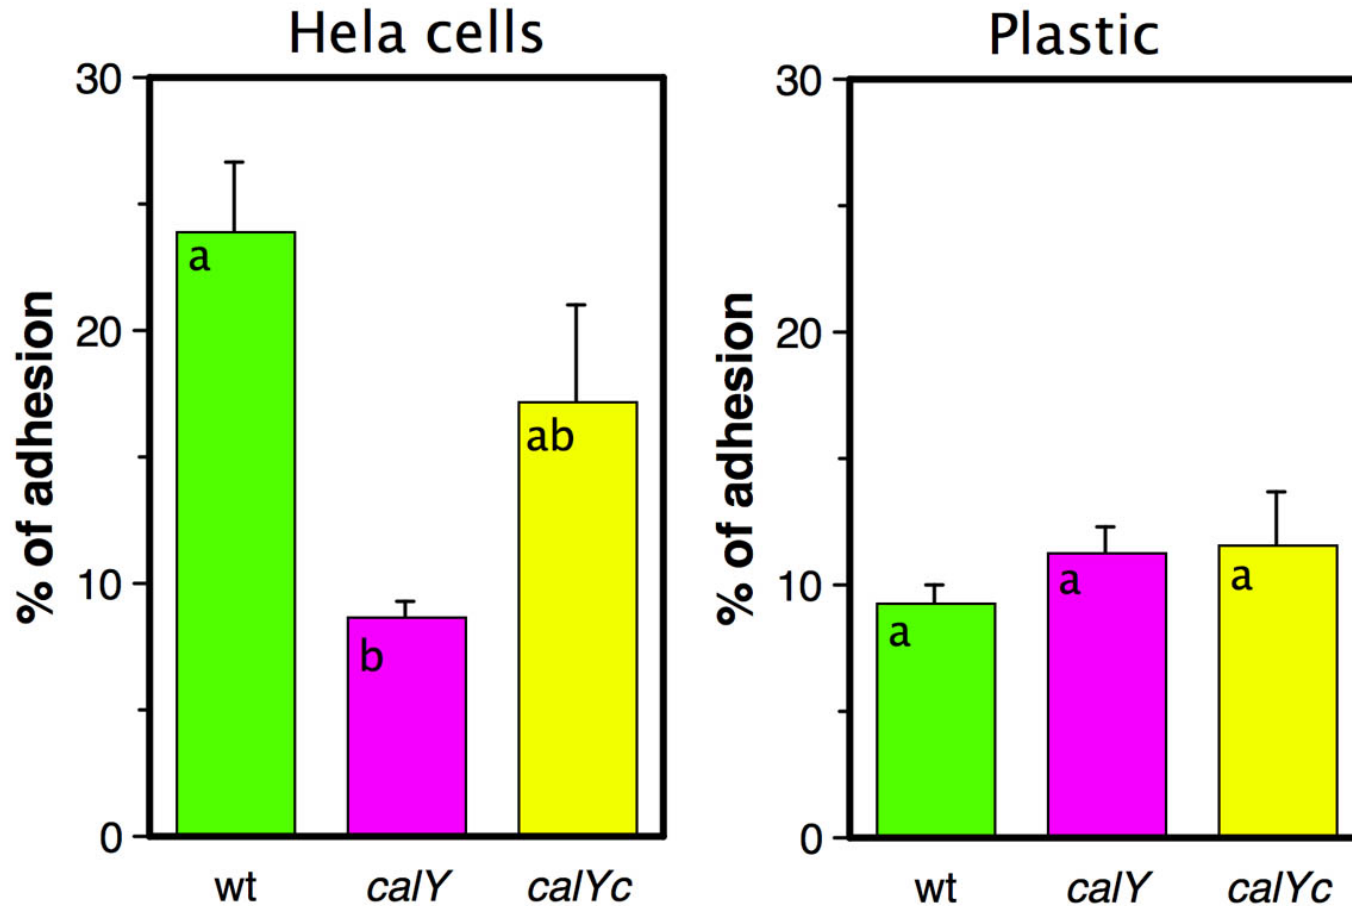 Hela cells
30
20
10
0
% of adhesion
a
b
ab
wt
calY
calYc
Plastic
30
20
10
0
% of adhesion
a
a
a
wt
calY
calYc